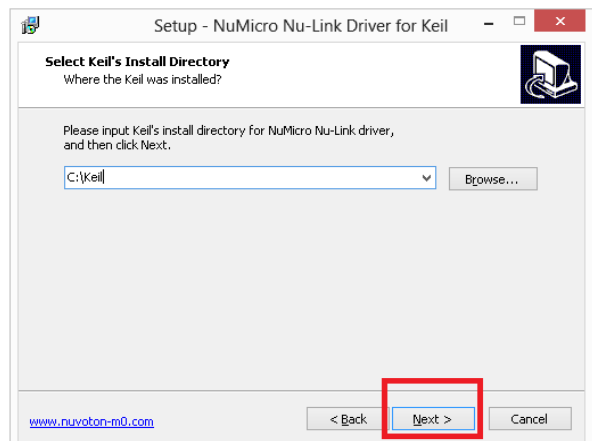 Setup - NuMicro Nu-Link Driver for Keil
Select Keil's Install Directory
Where the Keil was installed?
Please input Keil's install directory for NuMicro Nu-Link driver,
and then click Next.
C:\Keil
Browse...
www.nuvoton-m0.com
< Back
Next >
Cancel